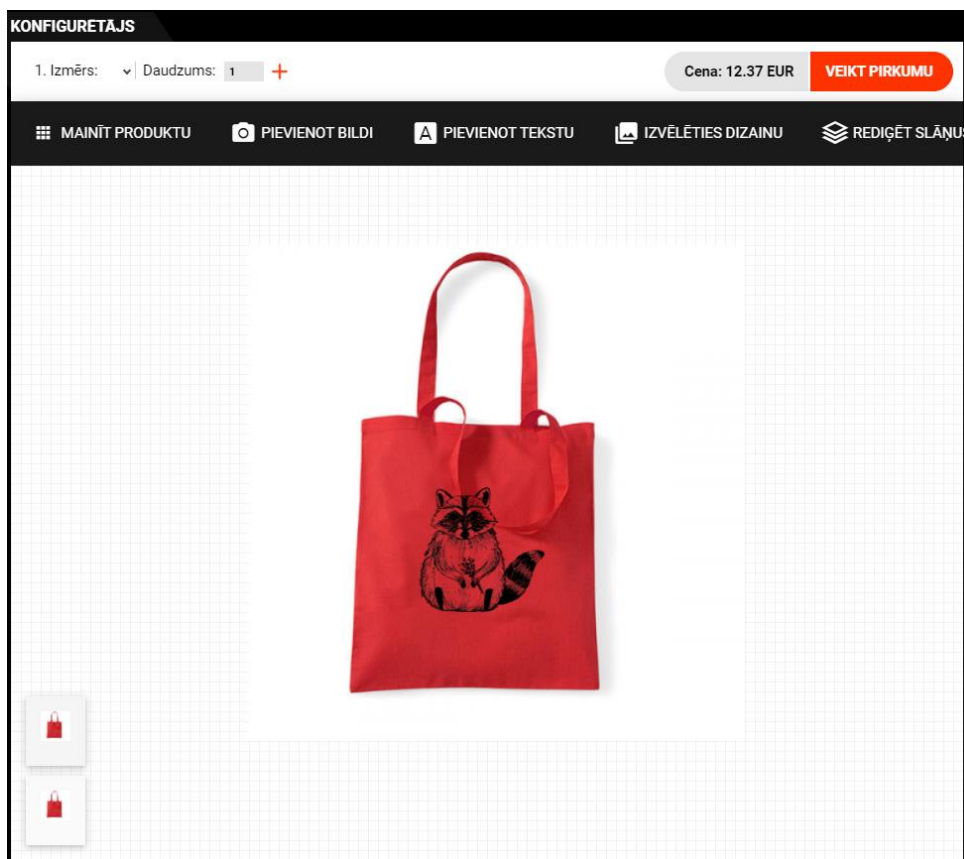 KONFIGURĒTĀJS
1. Izmērs: Daudzums: 1 Cena: 12.37 EUR VEIKT PIRKUMU
MAINĪT PRODUKTU PIEVIENOT BILDI A PIEVIENOT TEKSTU IZVĒLĒTIES DIZAINU REDIĢĒT SLĀŅUS